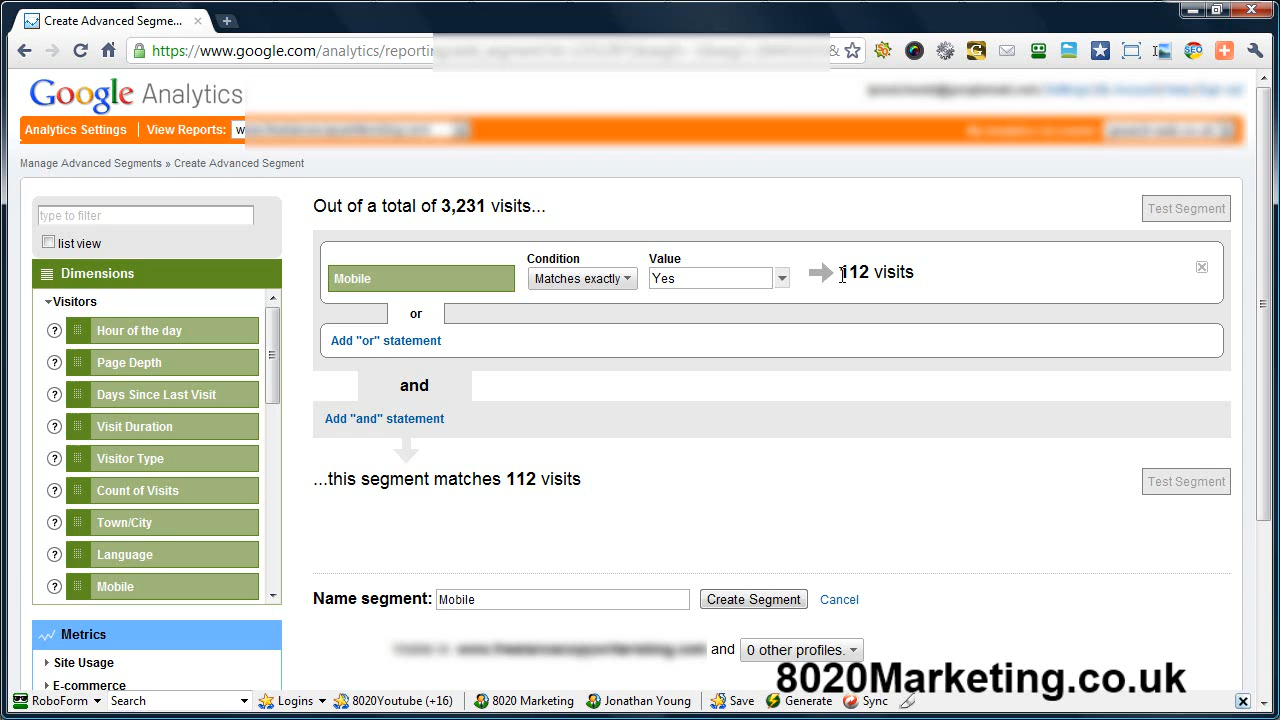 Create Advanced Segme...
https://www.google.com/analytics/reportin
Google Analytics
Analytics Settings View Reports:
Manage Advanced Segments » Create Advanced Segment
type to filter
list view
Dimensions
Visitors
Hour of the day
Page Depth
Days Since Last Visit
Visit Duration
Visitor Type
Count of Visits
Town/City
Language
Mobile
Metrics
Site Usage
E-commerce
Out of a total of 3,231 visits...
Test Segment
Condition
Value
Mobile
Matches exactly
Yes
112 visits
or
Add "or" statement
and
Add "and" statement
...this segment matches 112 visits
Test Segment
Name segment: Mobile Create Segment Cancel
and 0 other profiles.
8020Marketing.co.uk
RoboForm Search Logins 8020Youtube (+16) 8020 Marketing Jonathan Young Save Generate Sync